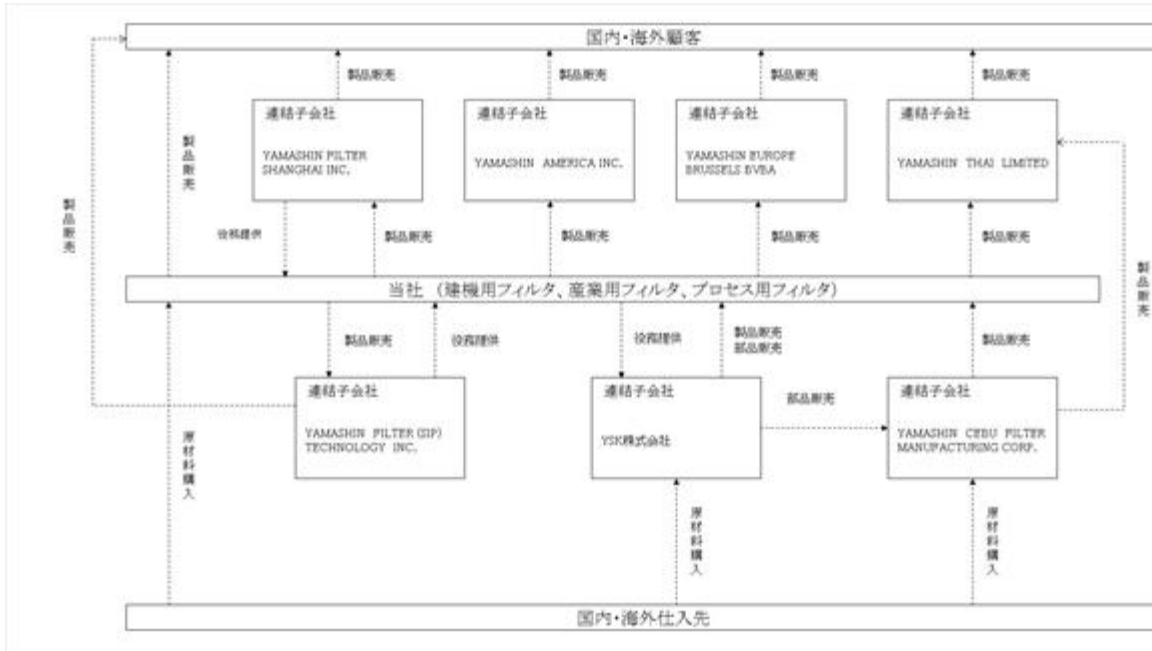 国内・海外顧客
製品販売
製品販売
製品販売
製品販売
連結子会社
YAMASHIN FILTER
SHANGHAI INC.
連結子会社
YAMASHIN AMERICA INC.
連結子会社
YAMASHIN EUROPE
BRUSSELS BVBA
連結子会社
YAMASHIN THAI LIMITED
製品販売
製品販売
役務提供
製品販売
製品販売
製品販売
製品販売
製品販売
当社 (建機用フィルタ、産業用フィルタ、プロセス用フィルタ)
製品販売
役務提供
役務提供
製品販売
部品販売
製品販売
連結子会社
YAMASHIN FILTER (SIP)
TECHNOLOGY INC.
連結子会社
YSK株式会社
部品販売
連結子会社
YAMASHIN CEBU FILTER
MANUFACTURING CORP.
原材料購入
原材料購入
原材料購入
国内・海外仕入先